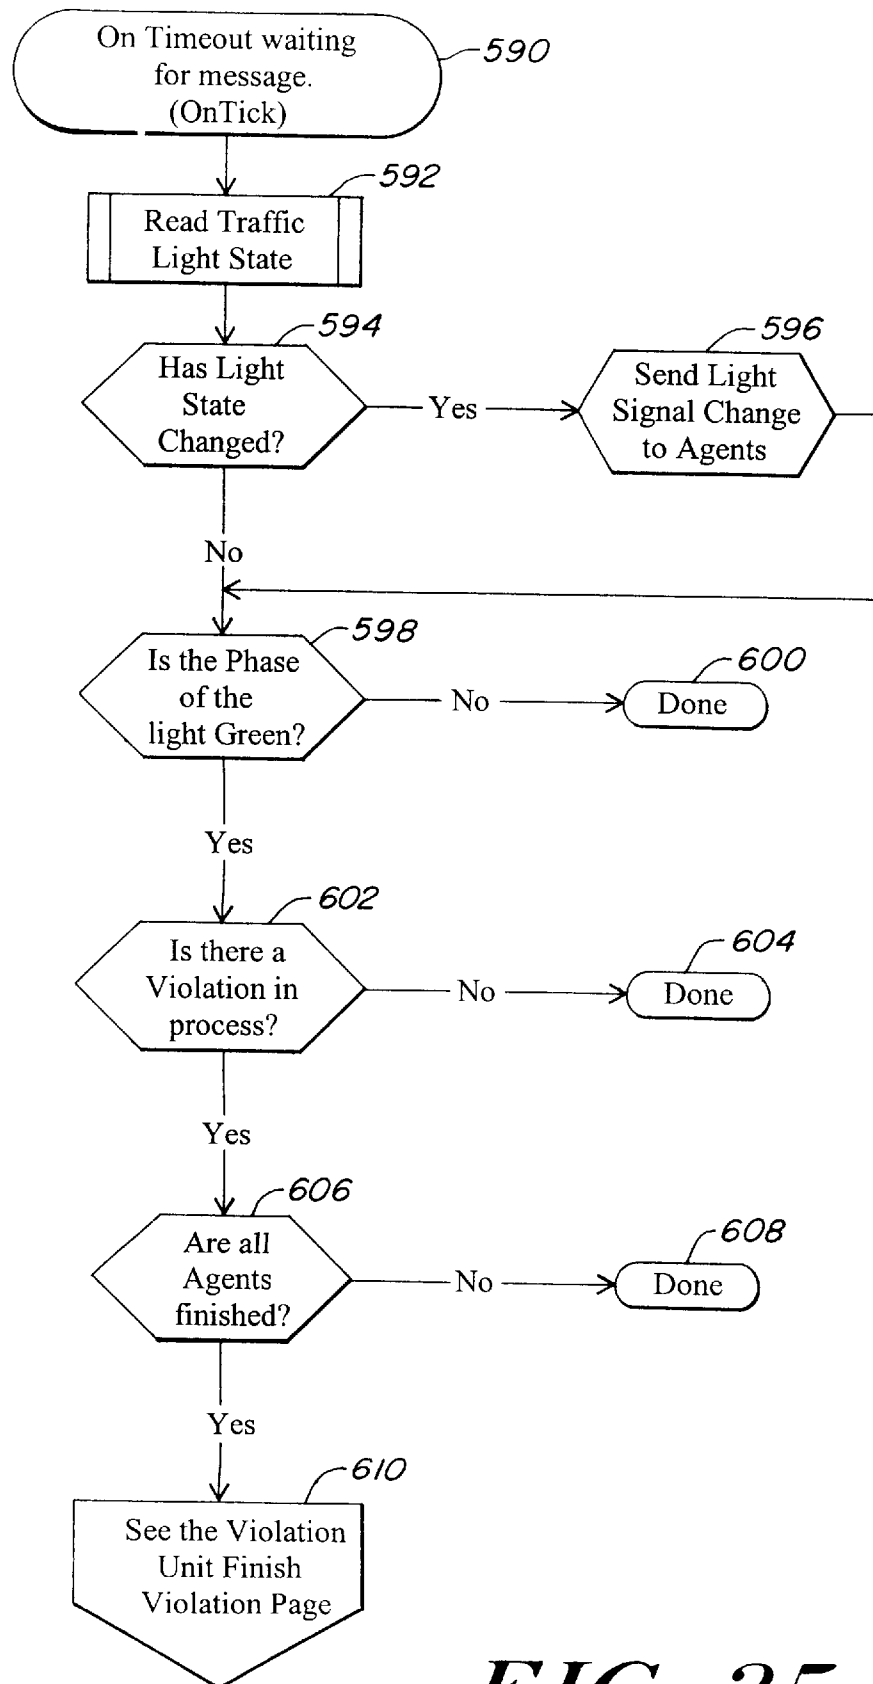 On Timeout waiting
for message.
(OnTick)
590
592
Read Traffic
Light State
594
Has Light
State
Changed?
Yes
596
Send Light
Signal Change
to Agents
No
598
Is the Phase
of the
light Green?
No
600
Done
Yes
602
Is there a
Violation in
process?
No
604
Done
Yes
606
Are all
Agents
finished?
No
608
Done
Yes
610
See the Violation
Unit Finish
Violation Page
FIG. 25